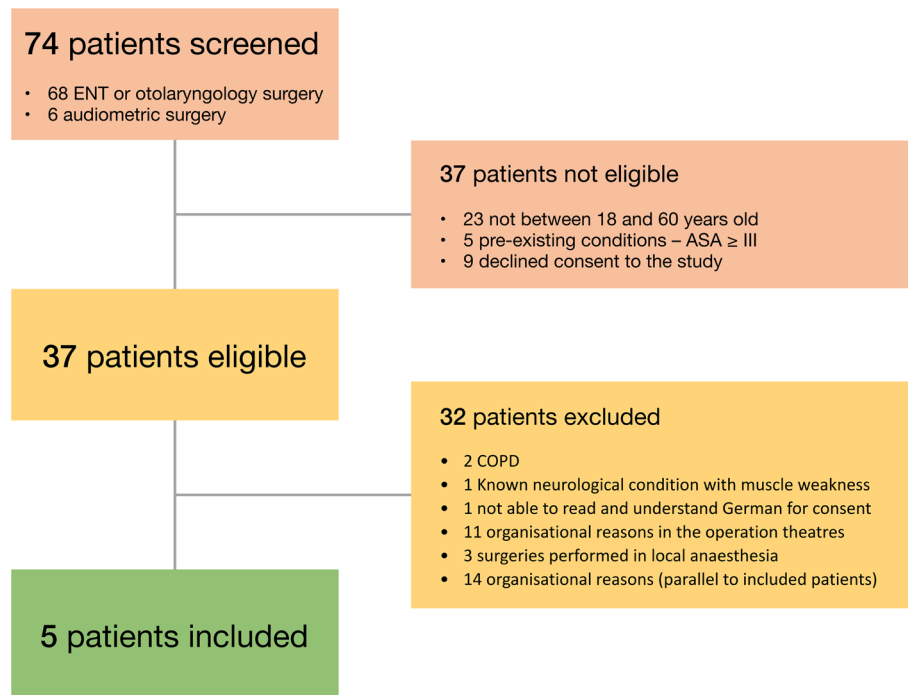 74 patients screened
• 68 ENT or otolaryngology surgery
• 6 audiometric surgery
37 patients not eligible
• 23 not between 18 and 60 years old
• 5 pre-existing conditions – ASA ≥ III
• 9 declined consent to the study
37 patients eligible
32 patients excluded
• 2 COPD
• 1 Known neurological condition with muscle weakness
• 1 not able to read and understand German for consent
• 11 organisational reasons in the operation theatres
• 3 surgeries performed in local anaesthesia
• 14 organisational reasons (parallel to included patients)
5 patients included